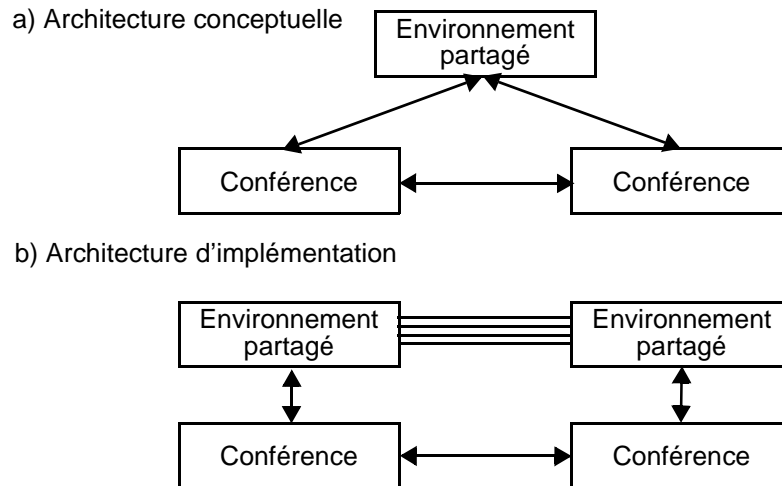 a) Architecture conceptuelle
Environnement
partagé
Conférence
Conférence
b) Architecture d'implémentation
Environnement
partagé
Environnement
partagé
Conférence
Conférence